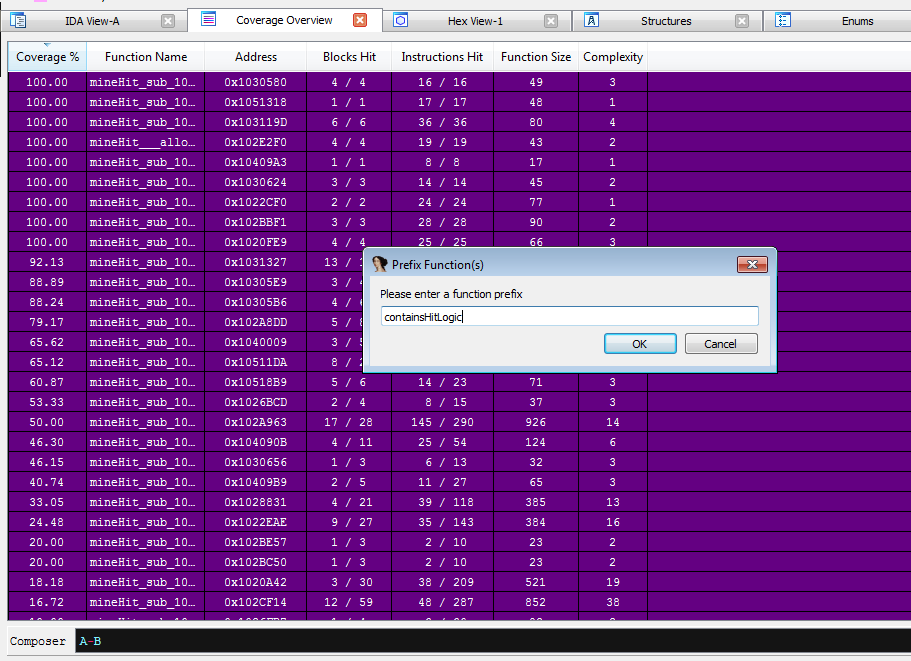 IDA View-A Coverage Overview Hex View-1 Structures Enums
Coverage % Function Name Address Blocks Hit Instructions Hit Function Size Complexity
100.00 mineHit_sub_10… 0x1030580 4 / 4 16 / 16 49 3
100.00 mineHit_sub_10… 0x1051318 1 / 1 17 / 17 48 1
100.00 mineHit_sub_10… 0x103119D 6 / 6 36 / 36 80 4
100.00 mineHit___allo… 0x102E2F0 4 / 4 19 / 19 43 2
100.00 mineHit_sub_10… 0x10409A3 1 / 1 8 / 8 17 1
100.00 mineHit_sub_10… 0x1030624 3 / 3 14 / 14 45 2
100.00 mineHit_sub_10… 0x1022CF0 2 / 2 24 / 24 77 1
100.00 mineHit_sub_10… 0x102BBF1 3 / 3 28 / 28 90 2
100.00 mineHit_sub_10… 0x1020FE9 4 / 4 25 / 25 66 3
92.13 mineHit_sub_10… 0x1031327 13 /
88.89 mineHit_sub_10… 0x10305E9 3 /
88.24 mineHit_sub_10… 0x10305B6 4 /
79.17 mineHit_sub_10… 0x102A8DD 5 /
65.62 mineHit_sub_10… 0x1040009 3 /
65.12 mineHit_sub_10… 0x10511DA 8 /
Prefix Function(s)
Please enter a function prefix
containsHitLogic
OK Cancel
60.87 mineHit_sub_10… 0x10518B9 5 / 6 14 / 23 71 3
53.33 mineHit_sub_10… 0x1026BCD 2 / 4 8 / 15 37 3
50.00 mineHit_sub_10… 0x102A963 17 / 28 145 / 290 926 14
46.30 mineHit_sub_10… 0x104090B 4 / 11 25 / 54 124 6
46.15 mineHit_sub_10… 0x1030656 1 / 3 6 / 13 32 3
40.74 mineHit_sub_10… 0x10409B9 2 / 5 11 / 27 65 3
33.05 mineHit_sub_10… 0x1028831 4 / 21 39 / 118 385 13
24.48 mineHit_sub_10… 0x1022EAE 9 / 27 35 / 143 384 16
20.00 mineHit_sub_10… 0x102BE57 1 / 3 2 / 10 23 2
20.00 mineHit_sub_10… 0x102BC50 1 / 3 2 / 10 23 2
18.18 mineHit_sub_10… 0x1020A42 3 / 30 38 / 209 521 19
16.72 mineHit_sub_10… 0x102CF14 12 / 59 48 / 287 852 38
Composer A-B